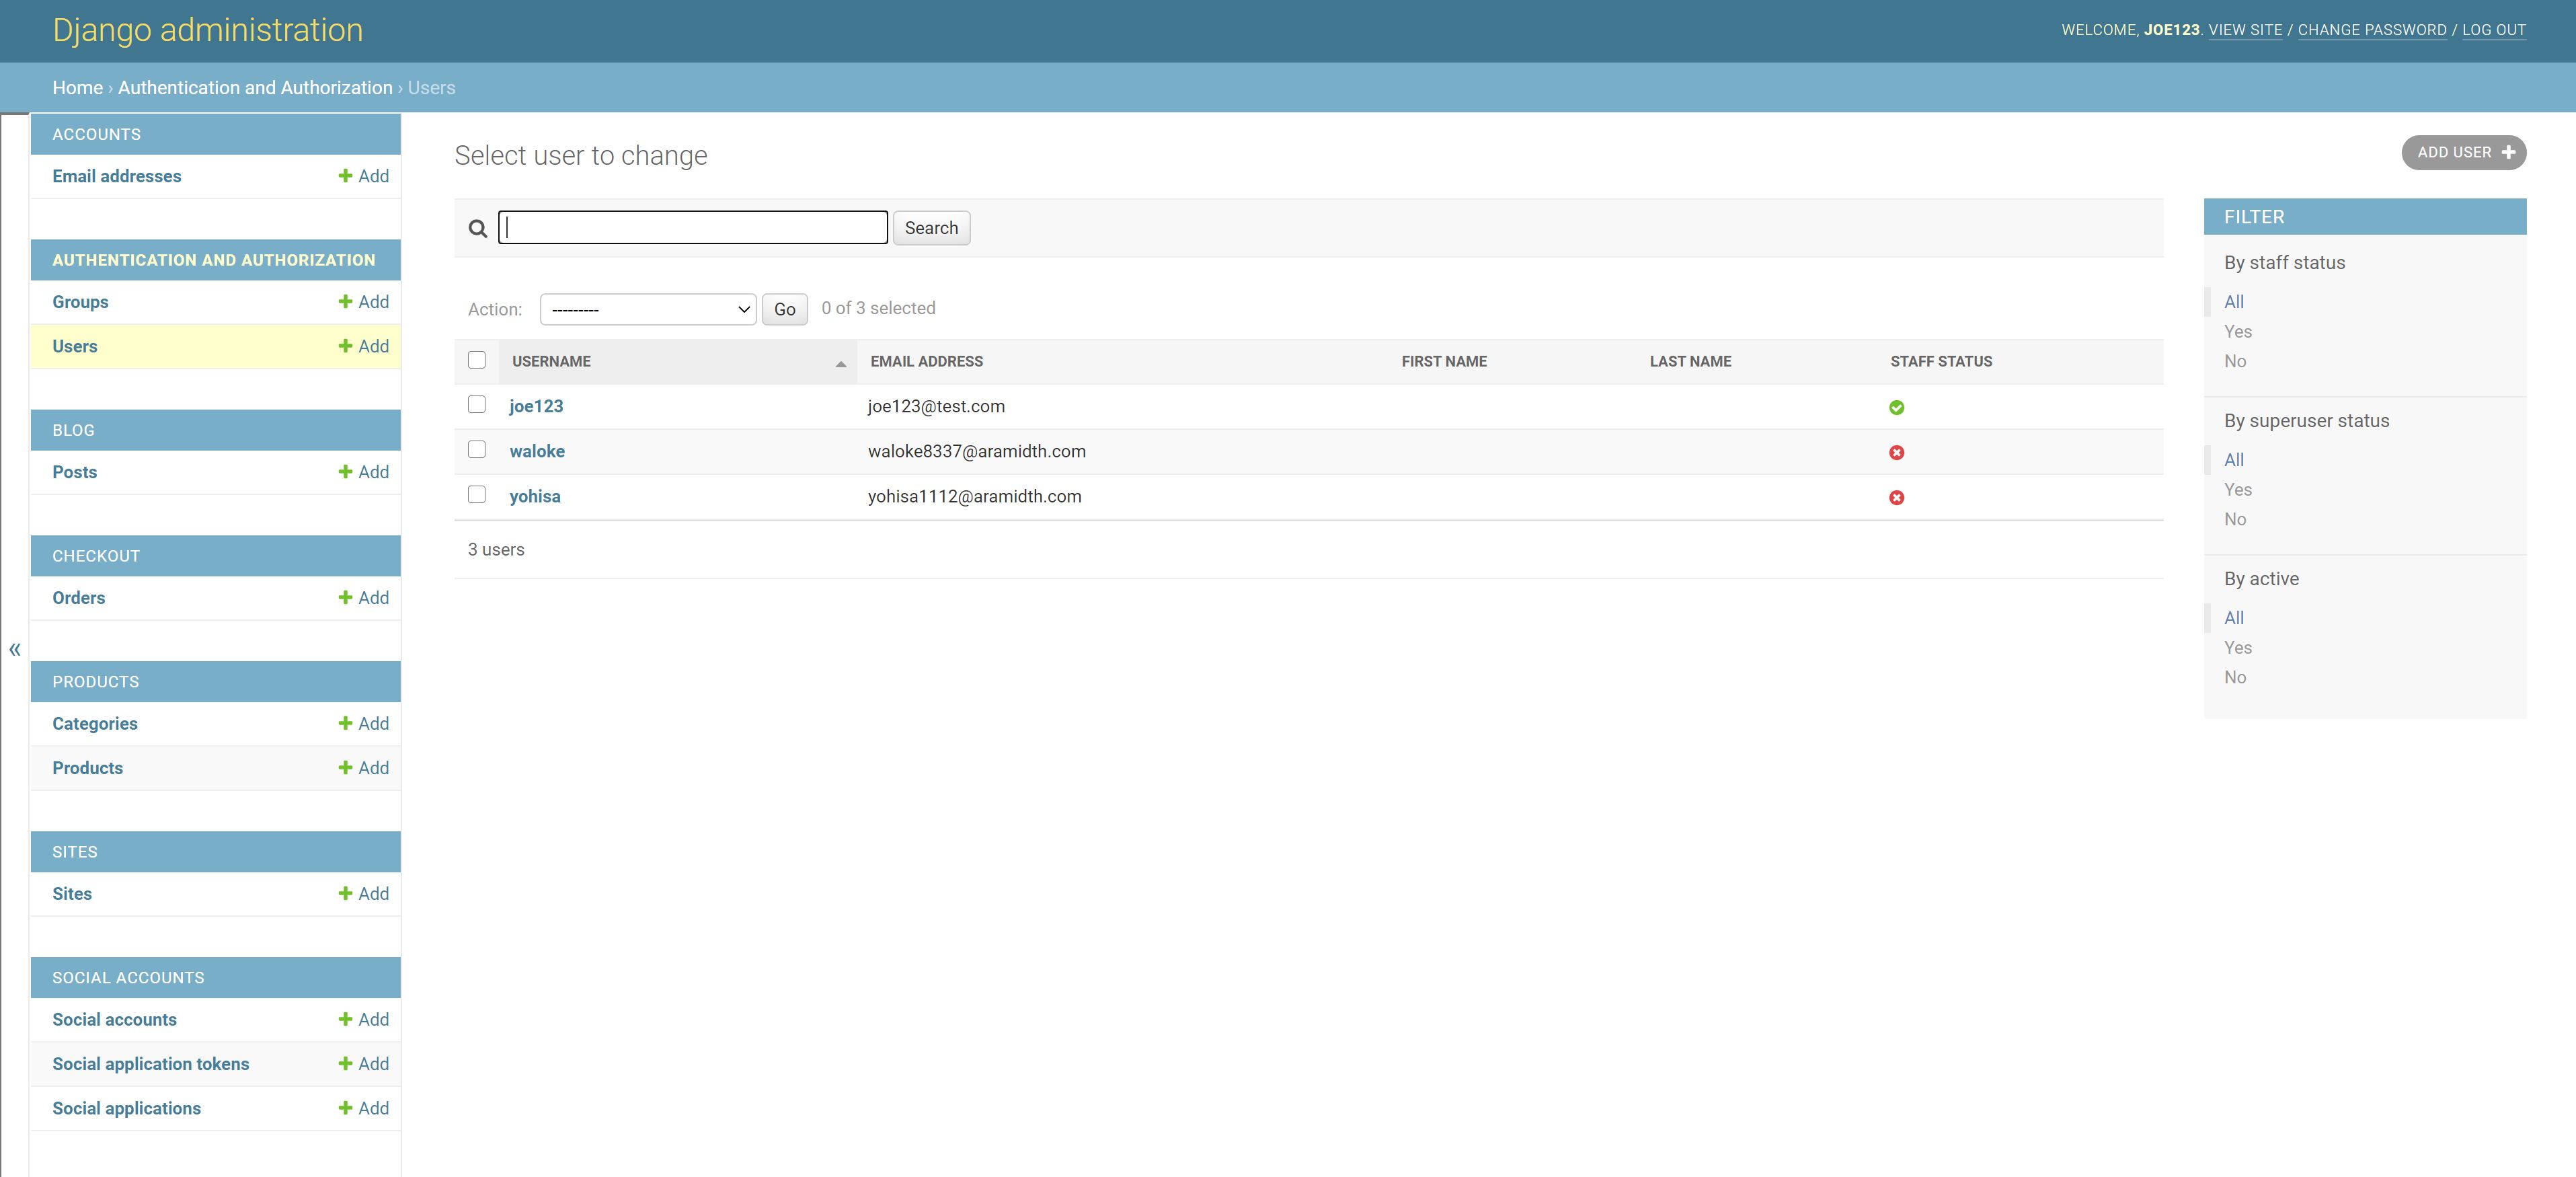 Django administration
WELCOME, JOE123. VIEW SITE / CHANGE PASSWORD / LOG OUT
Home › Authentication and Authorization › Users
ACCOUNTS
Email addresses + Add
AUTHENTICATION AND AUTHORIZATION
Groups + Add
Users + Add
BLOG
Posts + Add
CHECKOUT
Orders + Add
PRODUCTS
Categories + Add
Products + Add
SITES
Sites + Add
SOCIAL ACCOUNTS
Social accounts + Add
Social application tokens + Add
Social applications + Add
«
Select user to change
ADD USER +
Search
Action: --------- Go 0 of 3 selected
USERNAME EMAIL ADDRESS FIRST NAME LAST NAME STAFF STATUS
joe123 joe123@test.com
waloke waloke8337@aramidth.com
yohisa yohisa1112@aramidth.com
3 users
FILTER
By staff status
All
Yes
No
By superuser status
All
Yes
No
By active
All
Yes
No